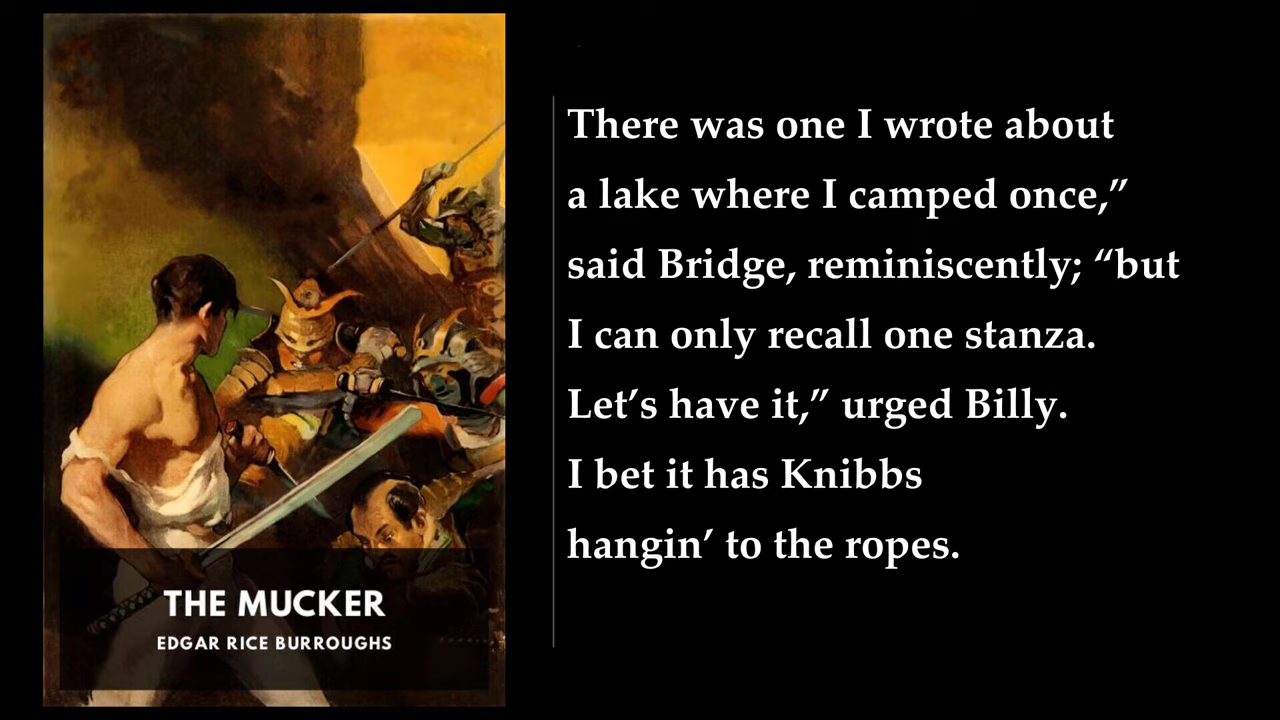 THE MUCKER
EDGAR RICE BURROUGHS
There was one I wrote about
a lake where I camped once,”
said Bridge, reminiscently; “but
I can only recall one stanza.
Let’s have it,” urged Billy.
I bet it has Knibbs
hangin’ to the ropes.